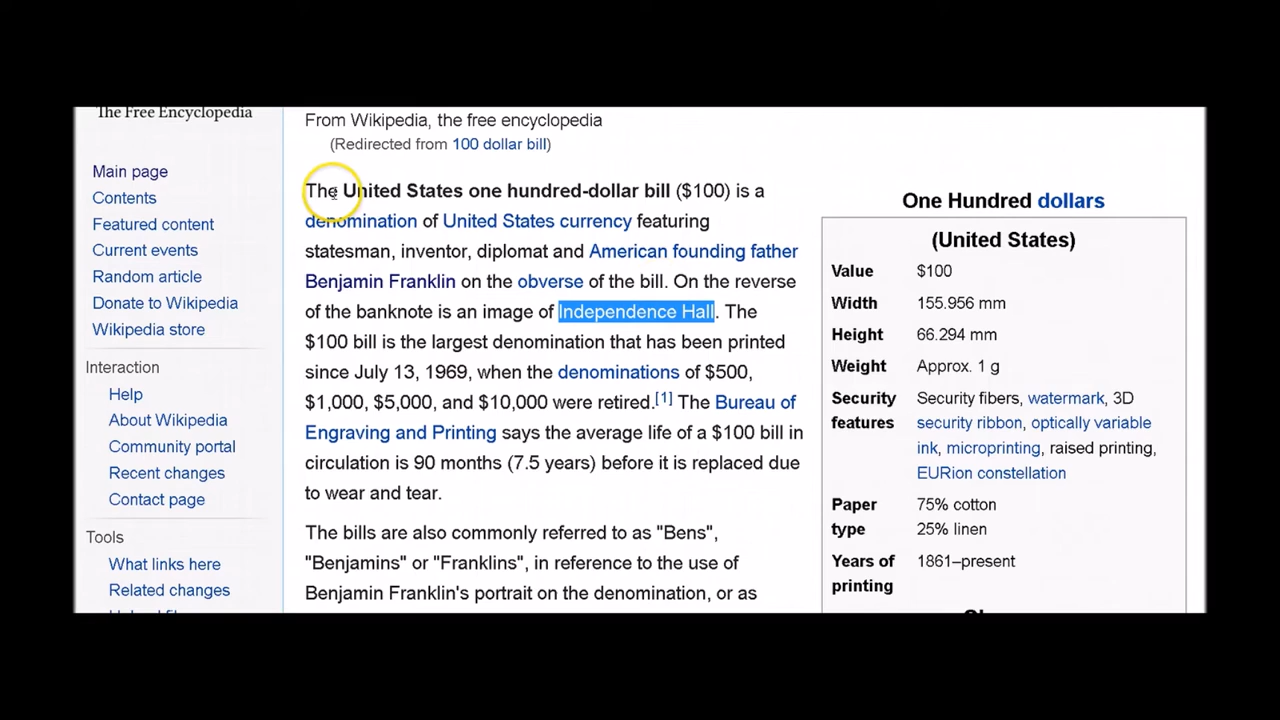 The Free Encyclopedia
Main page
Contents
Featured content
Current events
Random article
Donate to Wikipedia
Wikipedia store
Interaction
Help
About Wikipedia
Community portal
Recent changes
Contact page
Tools
What links here
Related changes
From Wikipedia, the free encyclopedia
(Redirected from 100 dollar bill)
The United States one hundred-dollar bill ($100) is a
denomination of United States currency featuring
statesman, inventor, diplomat and American founding father
Benjamin Franklin on the obverse of the bill. On the reverse
of the banknote is an image of Independence Hall. The
$100 bill is the largest denomination that has been printed
since July 13, 1969, when the denominations of $500,
$1,000, $5,000, and $10,000 were retired.[1] The Bureau of
Engraving and Printing says the average life of a $100 bill in
circulation is 90 months (7.5 years) before it is replaced due
to wear and tear.
The bills are also commonly referred to as "Bens",
"Benjamins" or "Franklins", in reference to the use of
Benjamin Franklin's portrait on the denomination, or as
One Hundred dollars
(United States)
Value $100
Width 155.956 mm
Height 66.294 mm
Weight Approx. 1 g
Security features Security fibers, watermark, 3D
security ribbon, optically variable
ink, microprinting, raised printing,
EURion constellation
Paper type 75% cotton
25% linen
Years of printing 1861–present